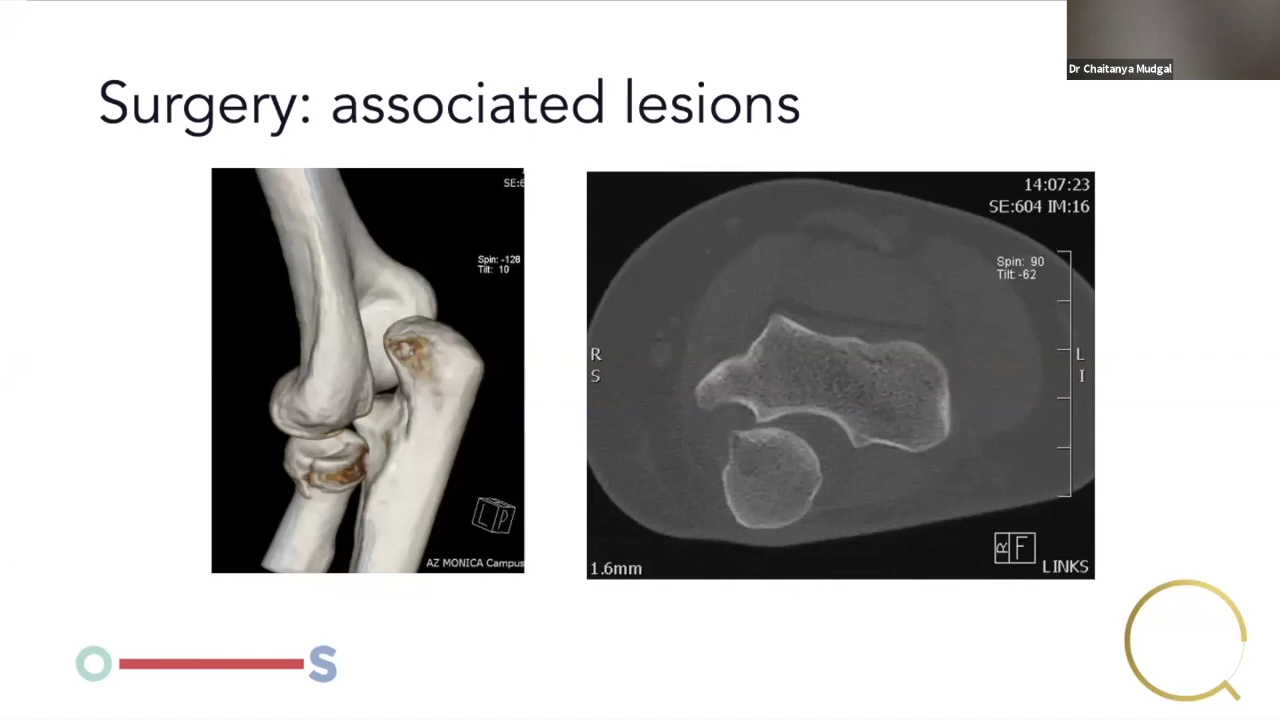 Dr Chaitanya Mudgal
Surgery: associated lesions
SE:6
Spin: -128
Tilt: 10
L P
AZ MONICA Campus
14:07:23
SE:604 IM:16
Spin: 90
Tilt: -62
R
S
L
I
R F
1.6mm
LINKS
O S